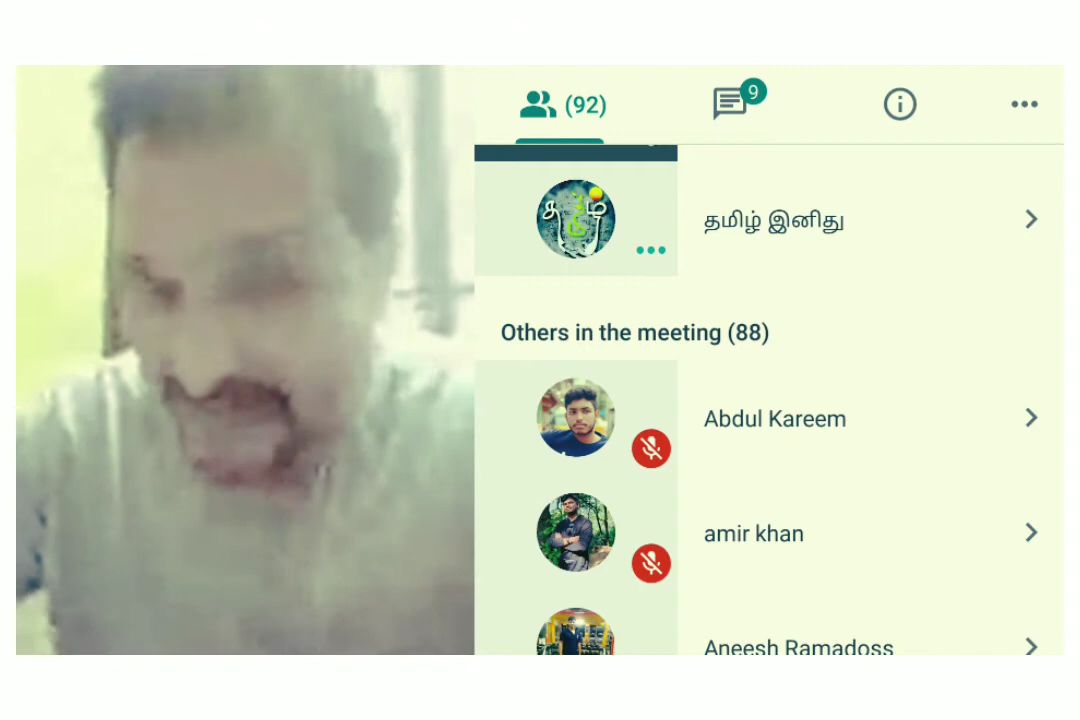 (92)
9
தமிழ் இனிது
Others in the meeting (88)
Abdul Kareem
amir khan
Aneesh Ramadoss